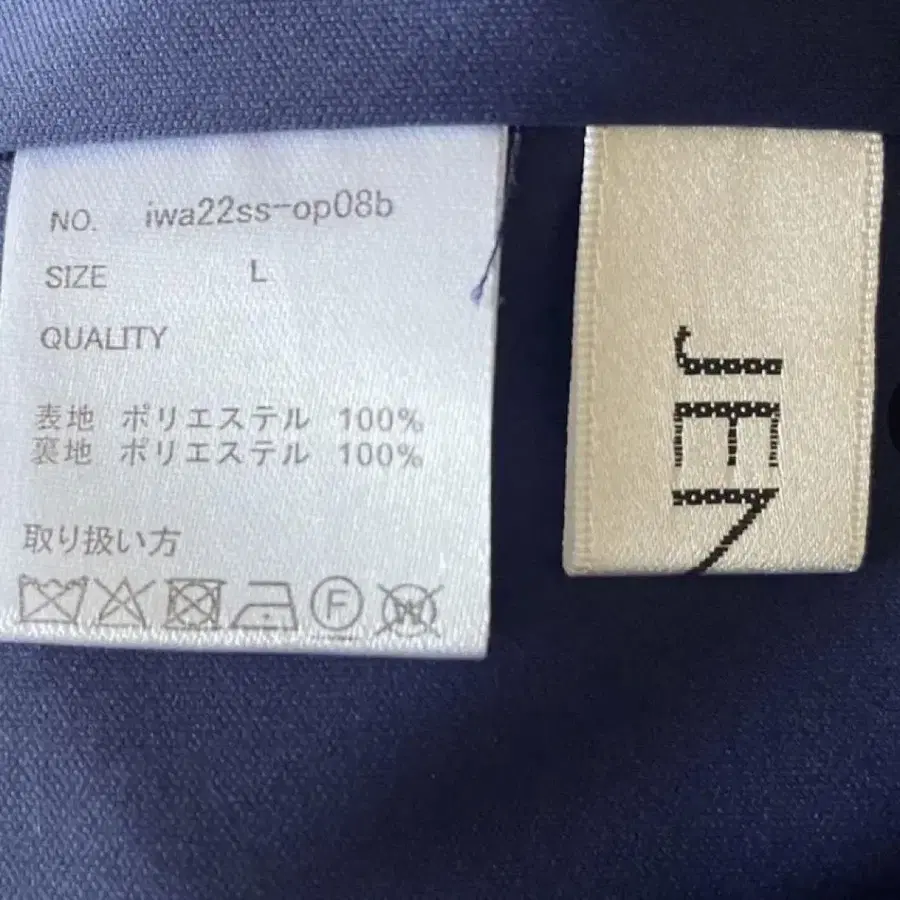 NO. iwa22ss-op08b
SIZE L
QUALITY
表地 ポリエステル 100%
裏地 ポリエステル 100%
取り扱い方
F
W
JEN